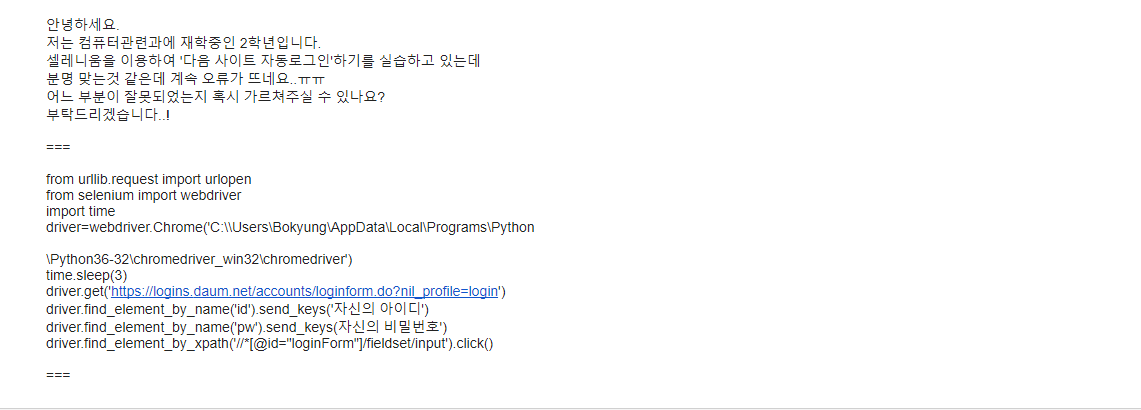 안녕하세요.
저는 컴퓨터관련과에 재학중인 2학년입니다.
셀레니움을 이용하여 '다음 사이트 자동로그인'하기를 실습하고 있는데
분명 맞는것 같은데 계속 오류가 뜨네요..ㅠㅠ
어느 부분이 잘못되었는지 혹시 가르쳐주실 수 있나요?
부탁드리겠습니다..!
===
from urllib.request import urlopen
from selenium import webdriver
import time
driver=webdriver.Chrome('C:\\Users\Bokyung\AppData\Local\Programs\Python
\Python36-32\chromedriver_win32\chromedriver')
time.sleep(3)
driver.get('https://logins.daum.net/accounts/loginform.do?nil_profile=login')
driver.find_element_by_name('id').send_keys('자신의 아이디')
driver.find_element_by_name('pw').send_keys(자신의 비밀번호')
driver.find_element_by_xpath('//*[@id="loginForm"]/fieldset/input').click()
===